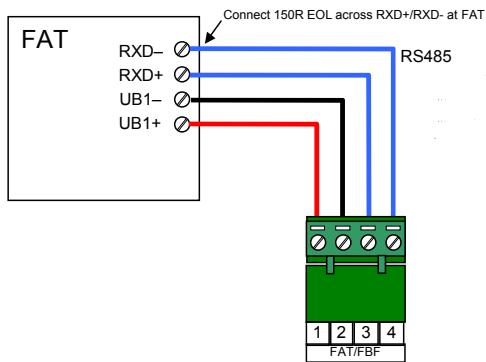 Connect 150R EOL across RXD+/RXD- at FAT
FAT
RXD–
RS485
RXD+
UB1–
UB1+
1 2 3 4
FAT/FBF